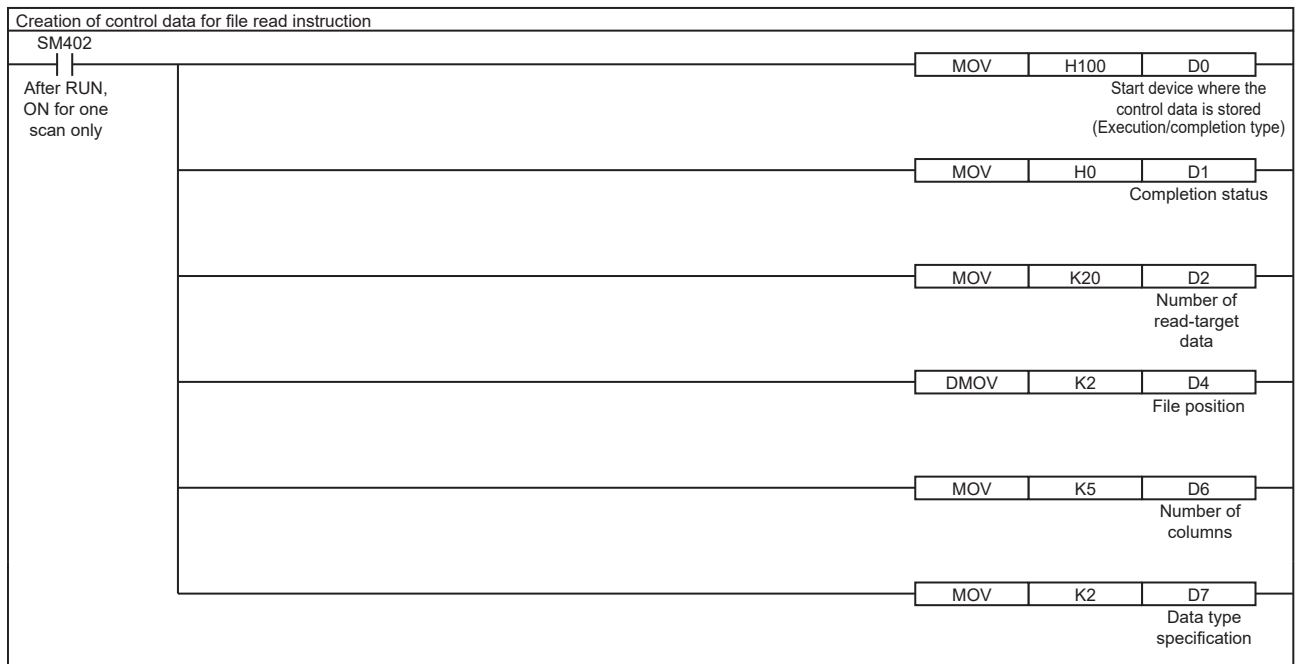 Creation of control data for file read instruction
SM402
MOV H100 D0
After RUN,
ON for one
scan only
Start device where the
control data is stored
(Execution/completion type)
MOV H0 D1
Completion status
MOV K20 D2
Number of
read-target
data
DMOV K2 D4
File position
MOV K5 D6
Number of
columns
MOV K2 D7
Data type
specification